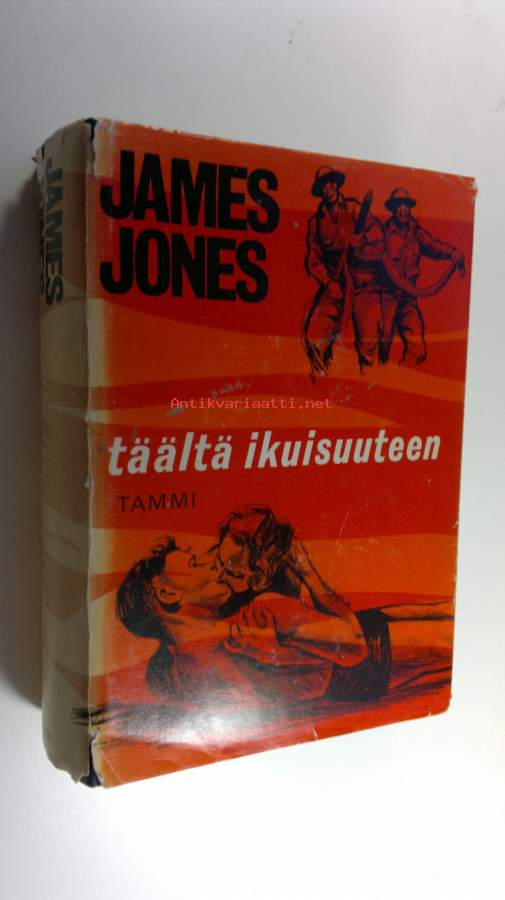 JAMES
JONES
Antikvariaatti.net
täältä ikuisuuteen
TAMMI
JAMES
JONES